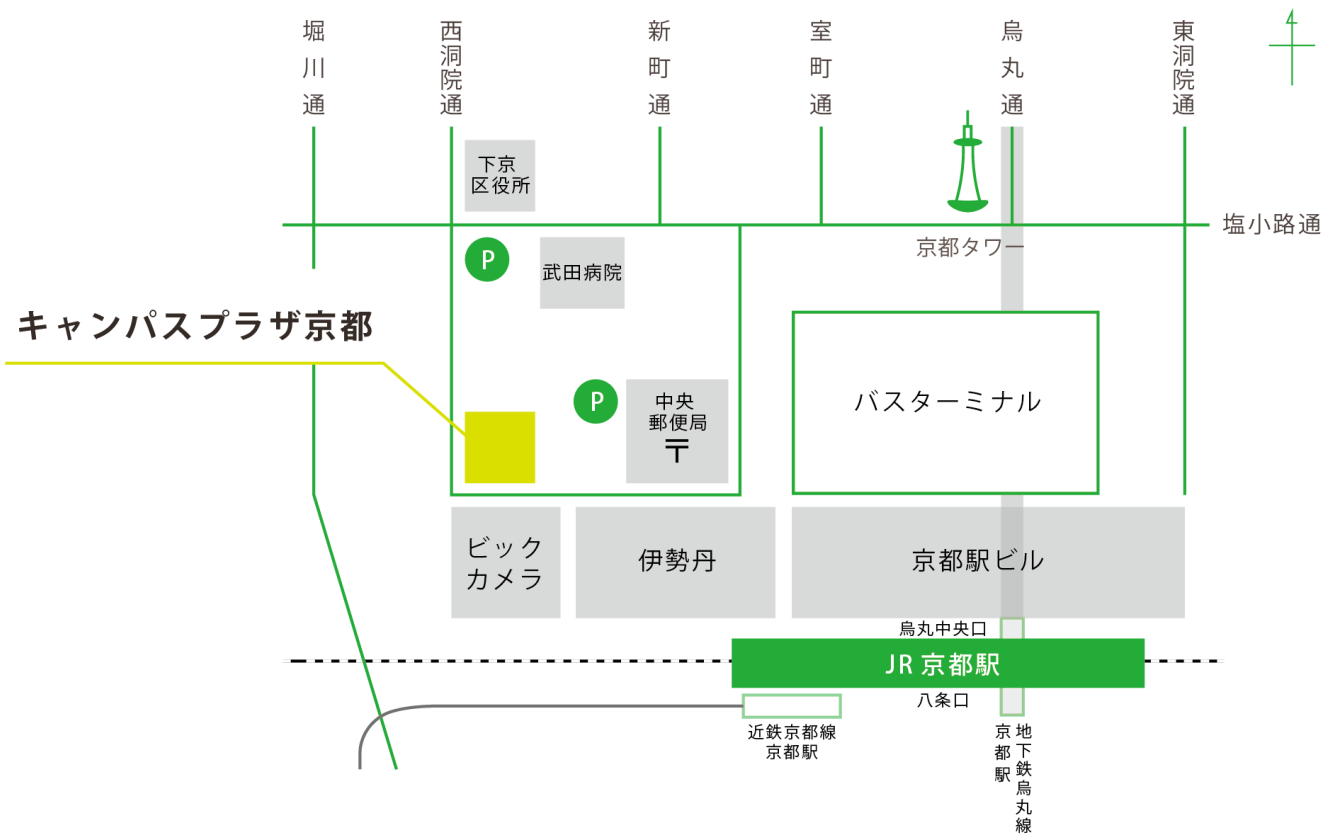 堀川通
西洞院通
新町通
室町通
烏丸通
東洞院通
下京
区役所
塩小路通
P
武田病院
京都タワー
キャンパスプラザ京都
P
中央
郵便局
〒
バスターミナル
ビック
カメラ
伊勢丹
京都駅ビル
烏丸中央口
JR 京都駅
八条口
近鉄京都線
京都駅
地下鉄烏丸線
京都駅